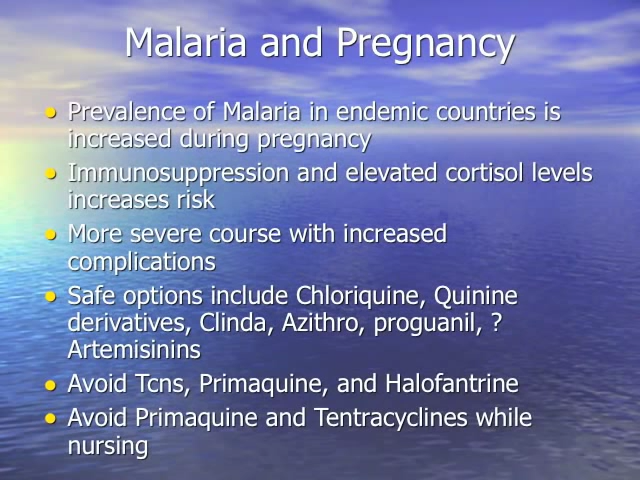 Malaria and Pregnancy
• Prevalence of Malaria in endemic countries is
increased during pregnancy
• Immunosuppression and elevated cortisol levels
increases risk
• More severe course with increased
complications
• Safe options include Chloriquine, Quinine
derivatives, Clinda, Azithro, proguanil, ?
Artemisinins
• Avoid Tcns, Primaquine, and Halofantrine
• Avoid Primaquine and Tentracyclines while
nursing